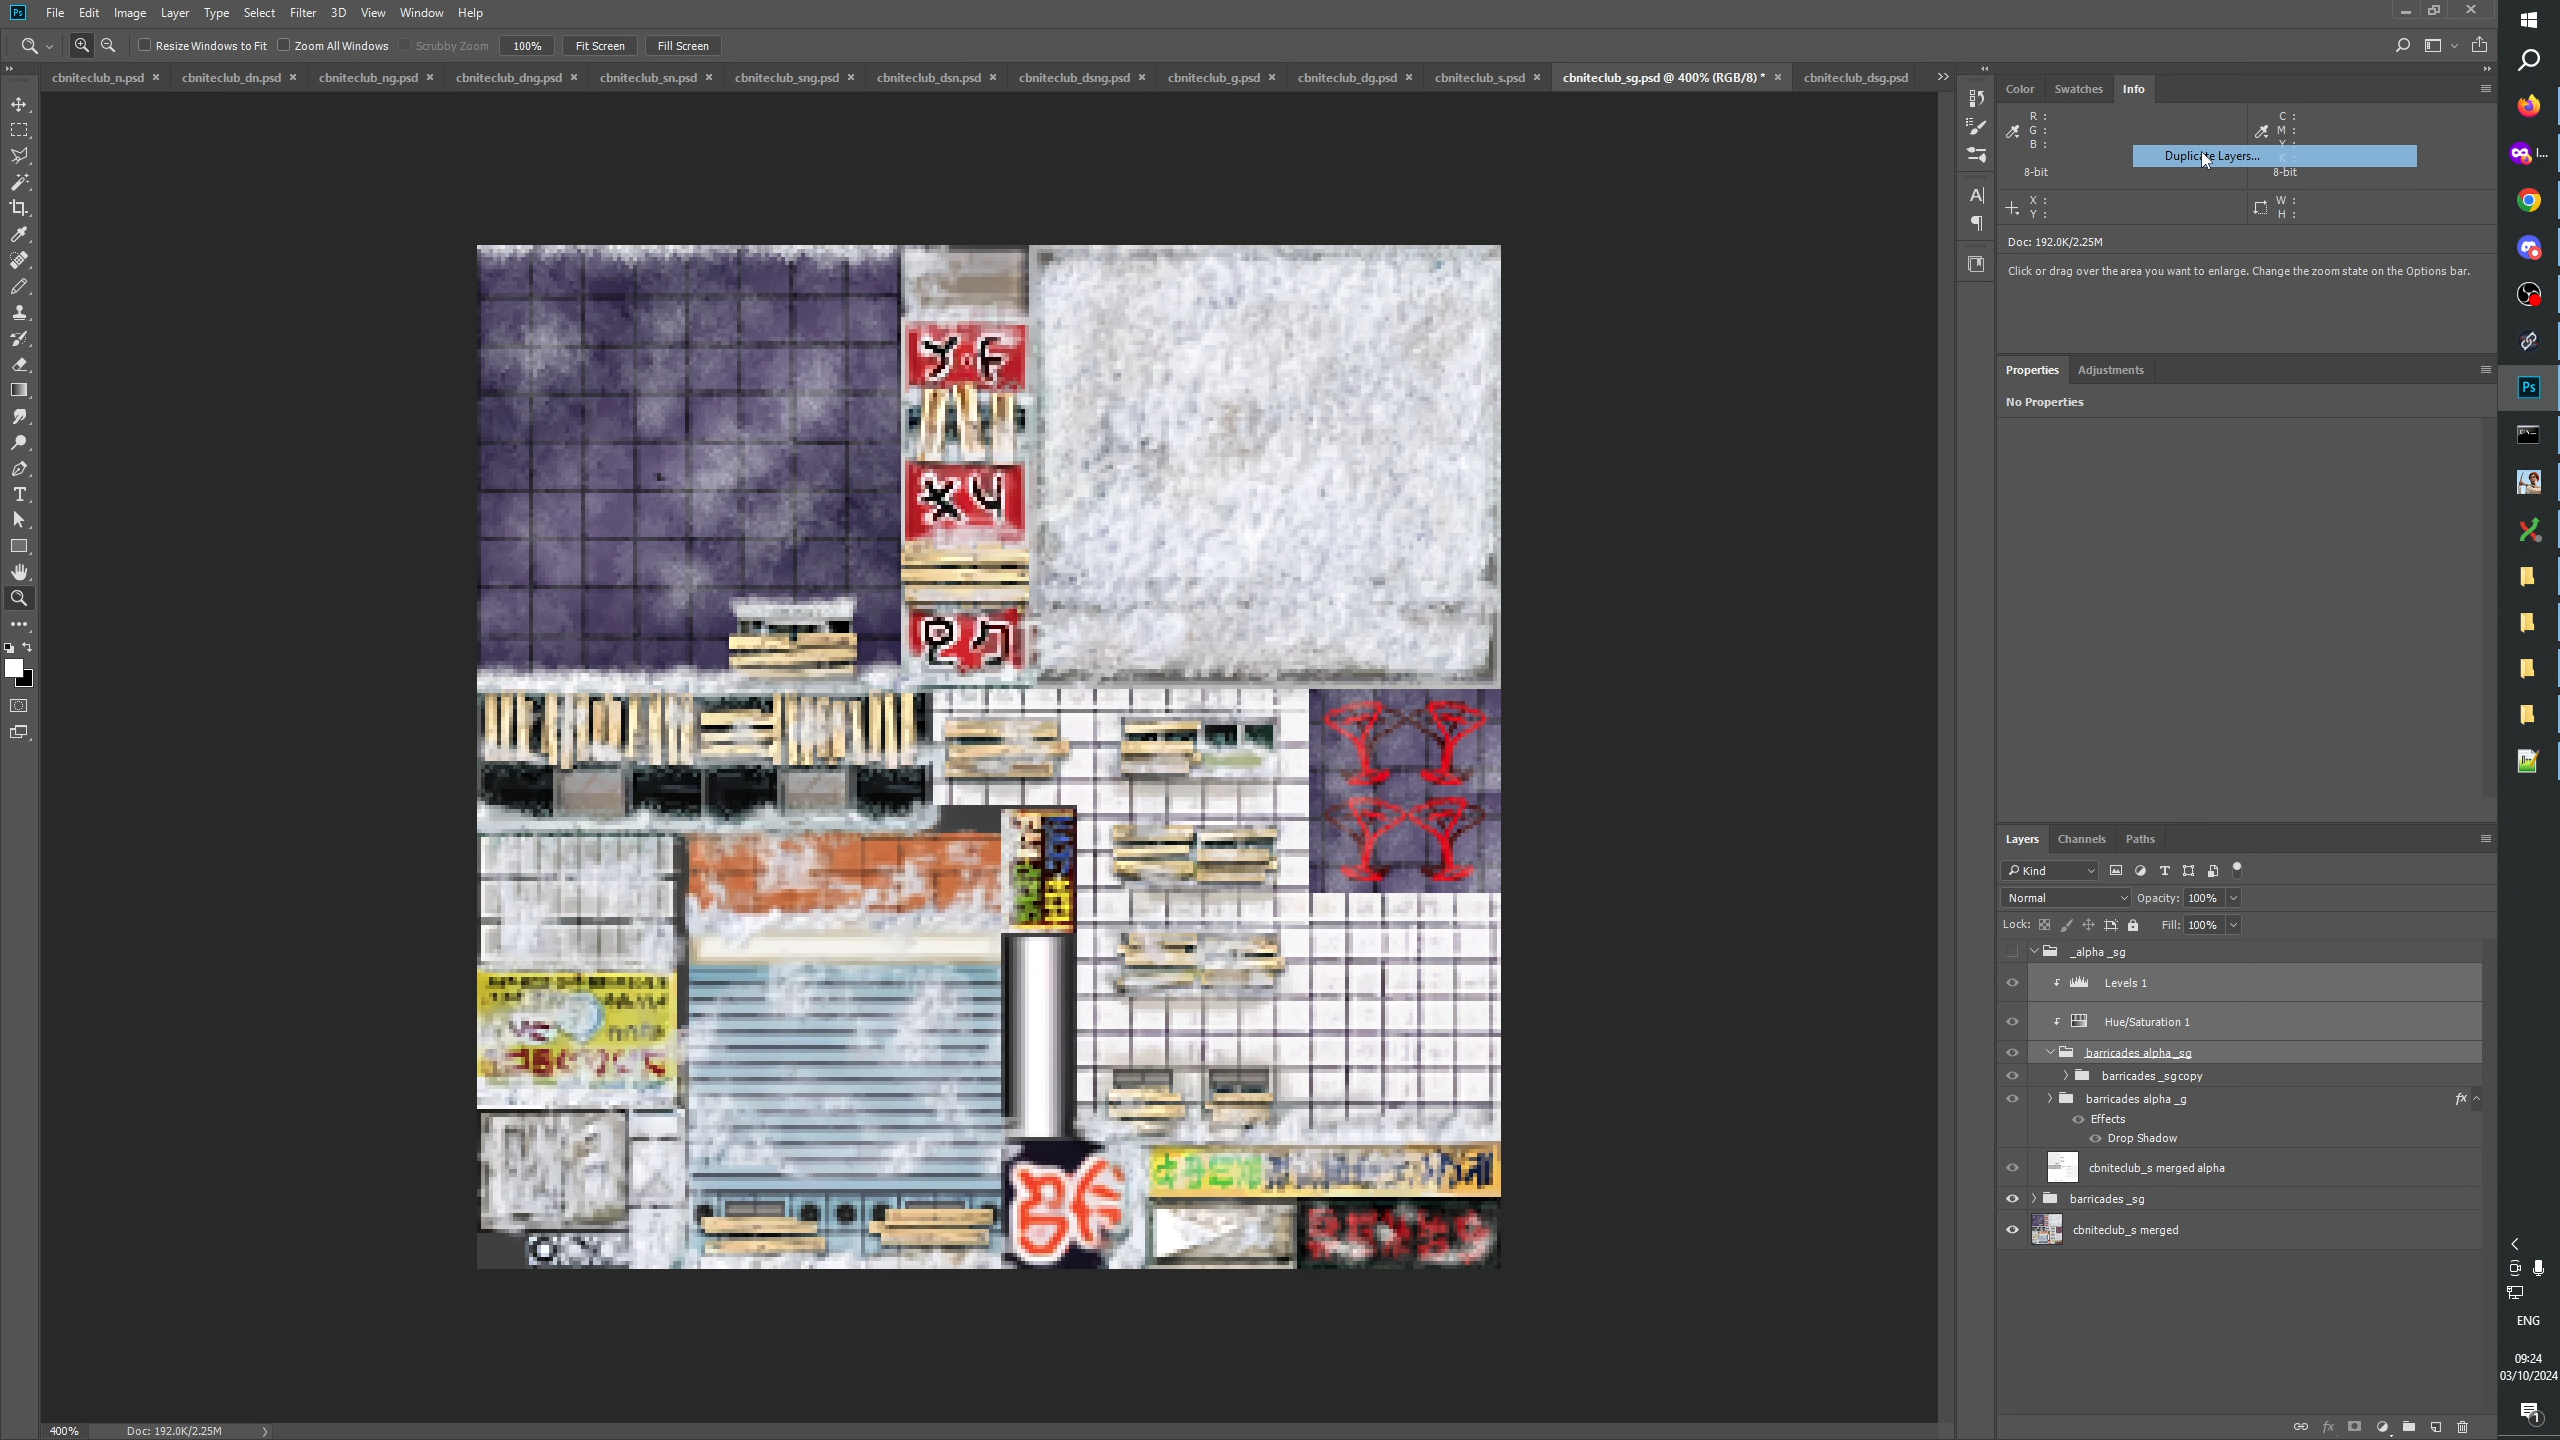 Ps File Edit Image Layer Type Select Filter 3D View Window Help
Resize Windows to Fit Zoom All Windows Scrubby Zoom 100% Fit Screen Fill Screen
cbniteclub_n.psd cbniteclub_dn.psd cbniteclub_ng.psd cbniteclub_dng.psd cbniteclub_sn.psd cbniteclub_sng.psd cbniteclub_dsn.psd cbniteclub_dsng.psd cbniteclub_g.psd cbniteclub_dg.psd cbniteclub_s.psd cbniteclub_sg.psd @ 400% (RGB/8) * cbniteclub_dsg.psd
Color Swatches Info
R : C :
G : M :
B : Y :
Duplicate Layers...
8-bit 8-bit
X : W :
Y : H :
Doc: 192.0K/2.25M
Click or drag over the area you want to enlarge. Change the zoom state on the Options bar.
Properties Adjustments
No Properties
Layers Channels Paths
Kind
Normal Opacity: 100%
Lock: Fill: 100%
_alpha _sg
Levels 1
Hue/Saturation 1
barricades alpha _sg
barricades _sg copy
barricades alpha _g fx
Effects
Drop Shadow
cbniteclub_s merged alpha
barricades _sg
cbniteclub_s merged
ENG
09:24
03/10/2024
1
400% Doc: 192.0K/2.25M